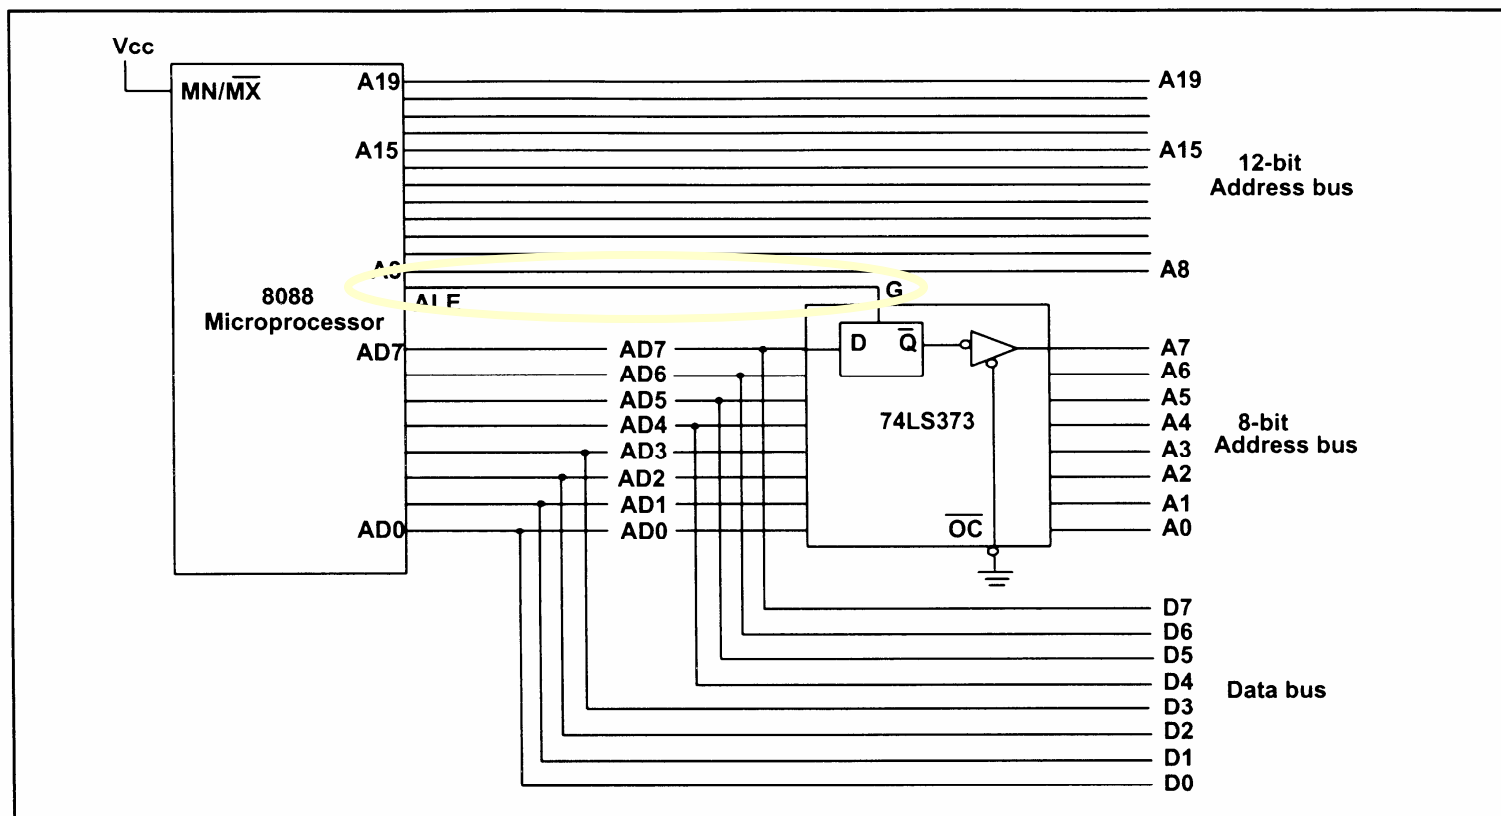 Vcc
MN/M̅X̅
A19
A19
A15
A15
12-bit
Address bus
A8
A8
ALE
G
8088
Microprocessor
AD7
AD7
D
Q̅
A7
AD6
A6
AD5
A5
AD4
74LS373
A4
8-bit
Address bus
AD3
A3
AD2
A2
AD1
A1
AD0
AD0
O̅C̅
A0
D7
D6
D5
D4
Data bus
D3
D2
D1
D0